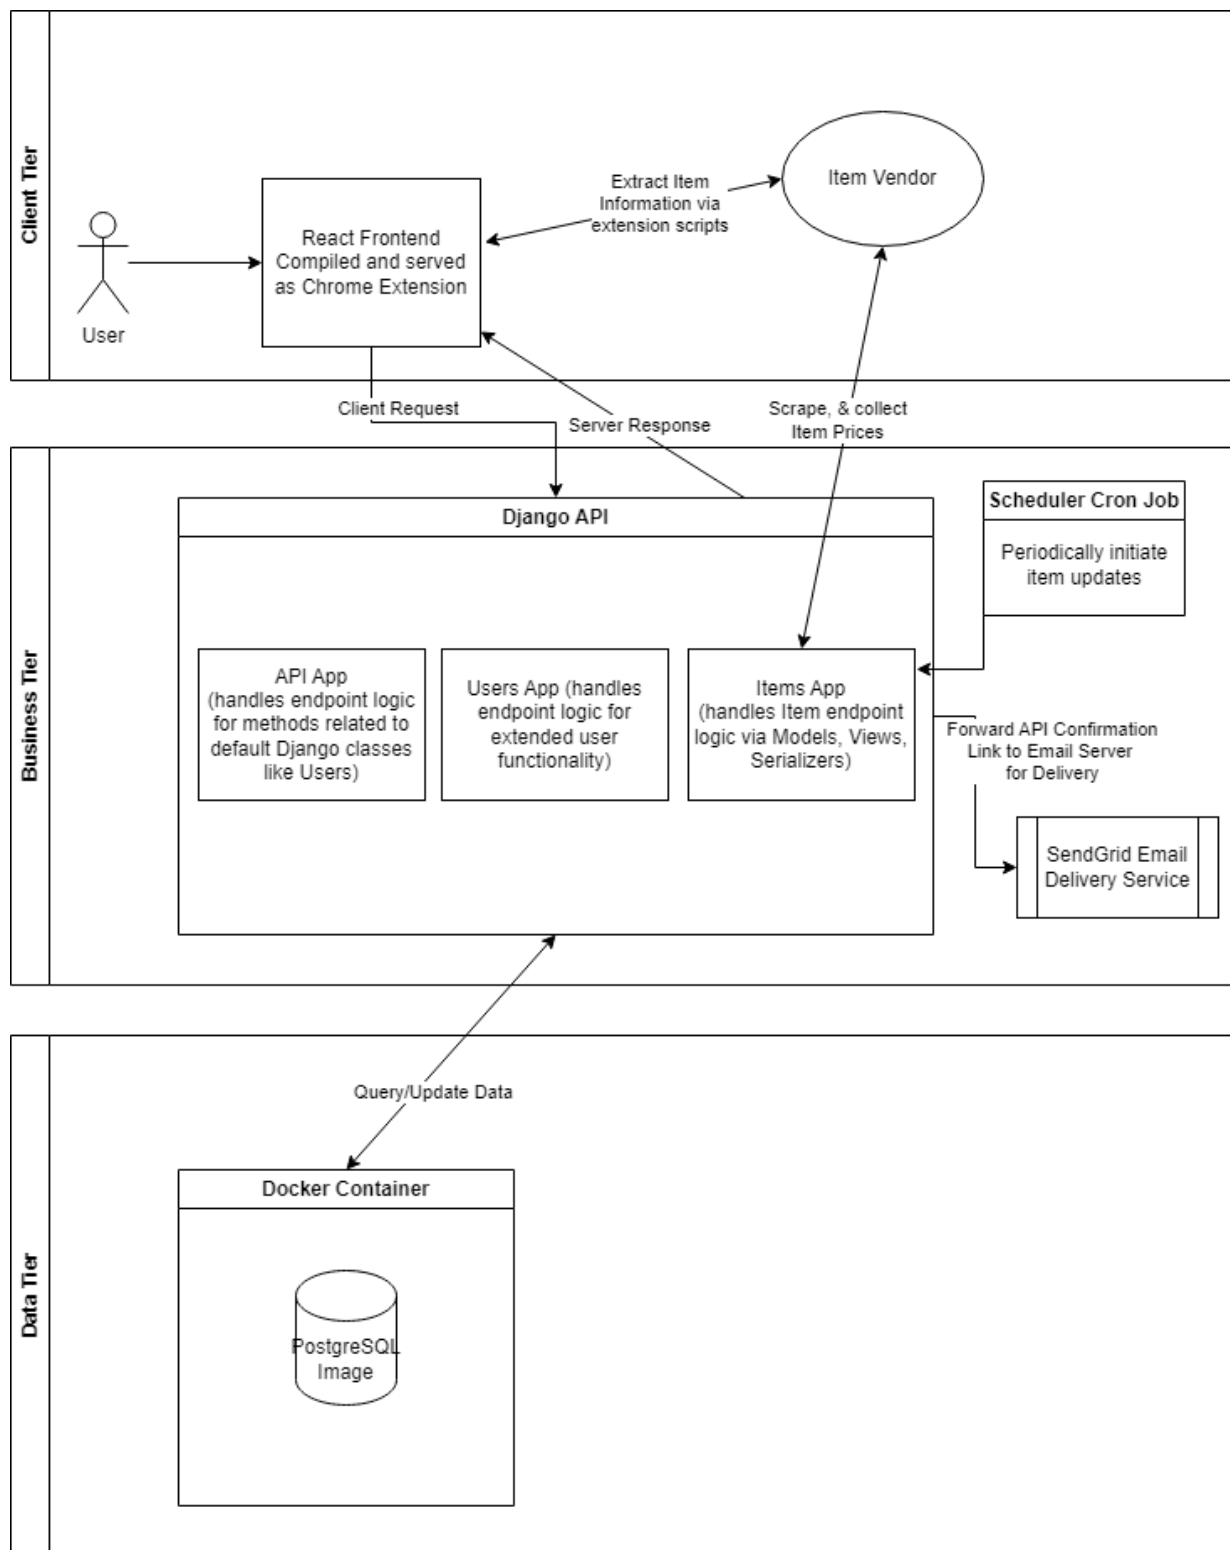 Client Tier
User
React Frontend
Compiled and served
as Chrome Extension
Extract Item
Information via
extension scripts
Item Vendor
Client Request
Server Response
Scrape, & collect
Item Prices
Business Tier
Django API
API App
(handles endpoint logic
for methods related to
default Django classes
like Users)
Users App (handles
endpoint logic for
extended user
functionality)
Items App
(handles Item endpoint
logic via Models, Views,
Serializers)
Scheduler Cron Job
Periodically initiate
item updates
Forward API Confirmation
Link to Email Server
for Delivery
SendGrid Email
Delivery Service
Query/Update Data
Data Tier
Docker Container
PostgreSQL
Image